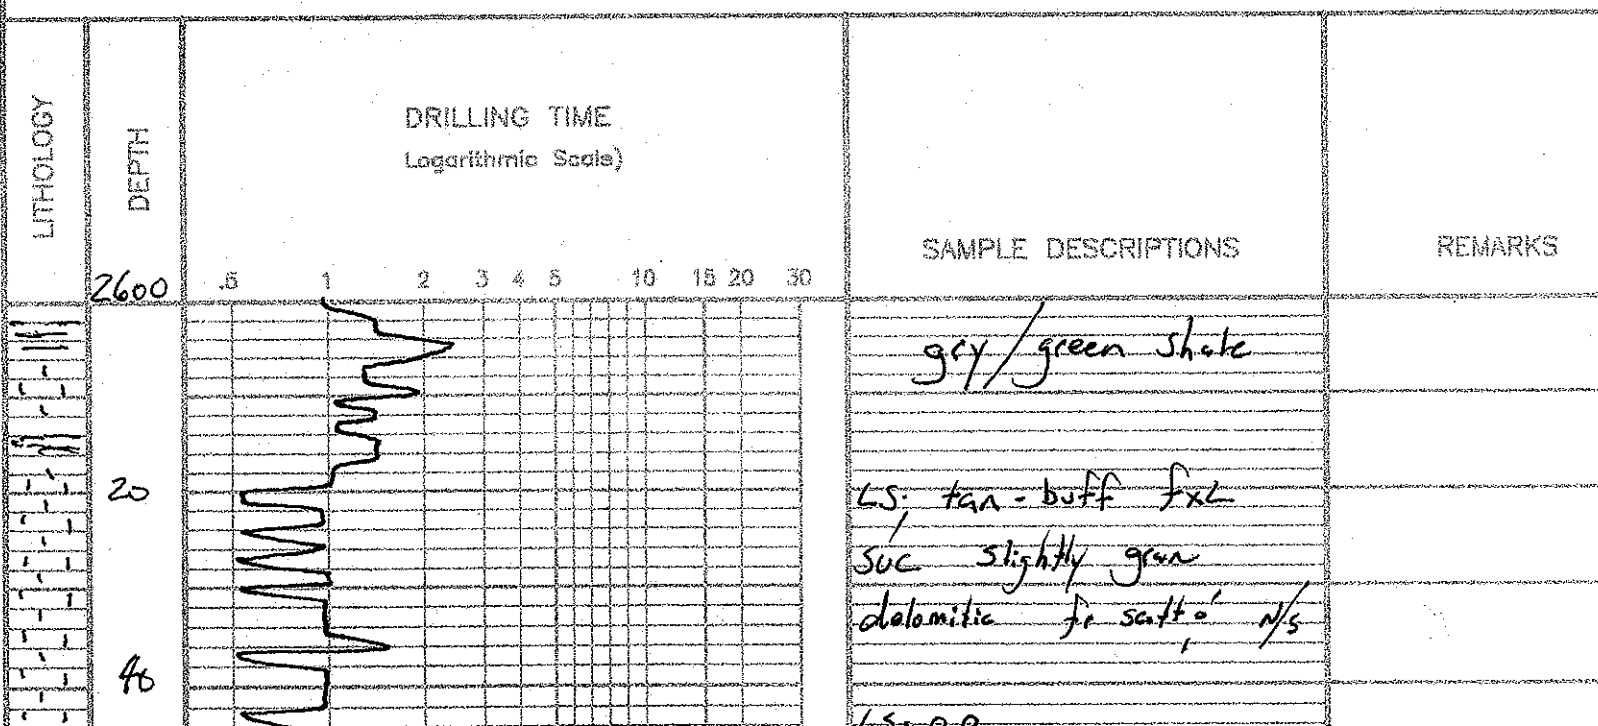 LITHOLOGY
DEPTH
DRILLING TIME
Logarithmic Scale)
SAMPLE DESCRIPTIONS
REMARKS
2600
.5 1 2 3 4 5 10 15 20 30
gry/green shale
20
LS; tan - buff fxL
suc slightly gran
dolomitic fr N/S
40
LS: